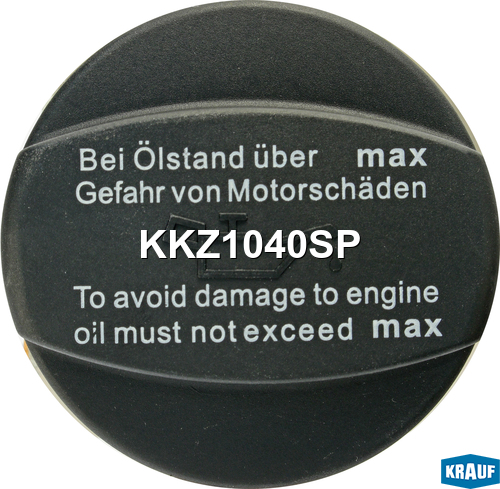 Bei Ölstand über max
Gefahr von Motorschäden
KKZ1040SP
To avoid damage to engine
oil must not exceed max
KRAUF